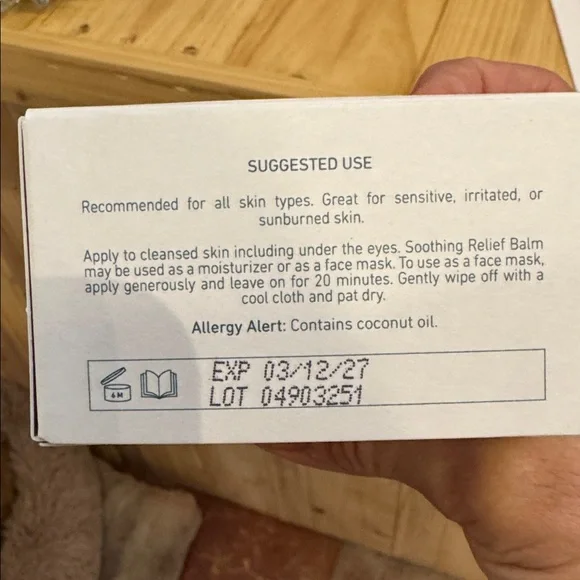 SUGGESTED USE
Recommended for all skin types. Great for sensitive, irritated, or
sunburned skin.
Apply to cleansed skin including under the eyes. Soothing Relief Balm
may be used as a moisturizer or as a face mask. To use as a face mask,
apply generously and leave on for 20 minutes. Gently wipe off with a
cool cloth and pat dry.
Allergy Alert: Contains coconut oil.
6M
EXP 03/12/27
LOT 04903251